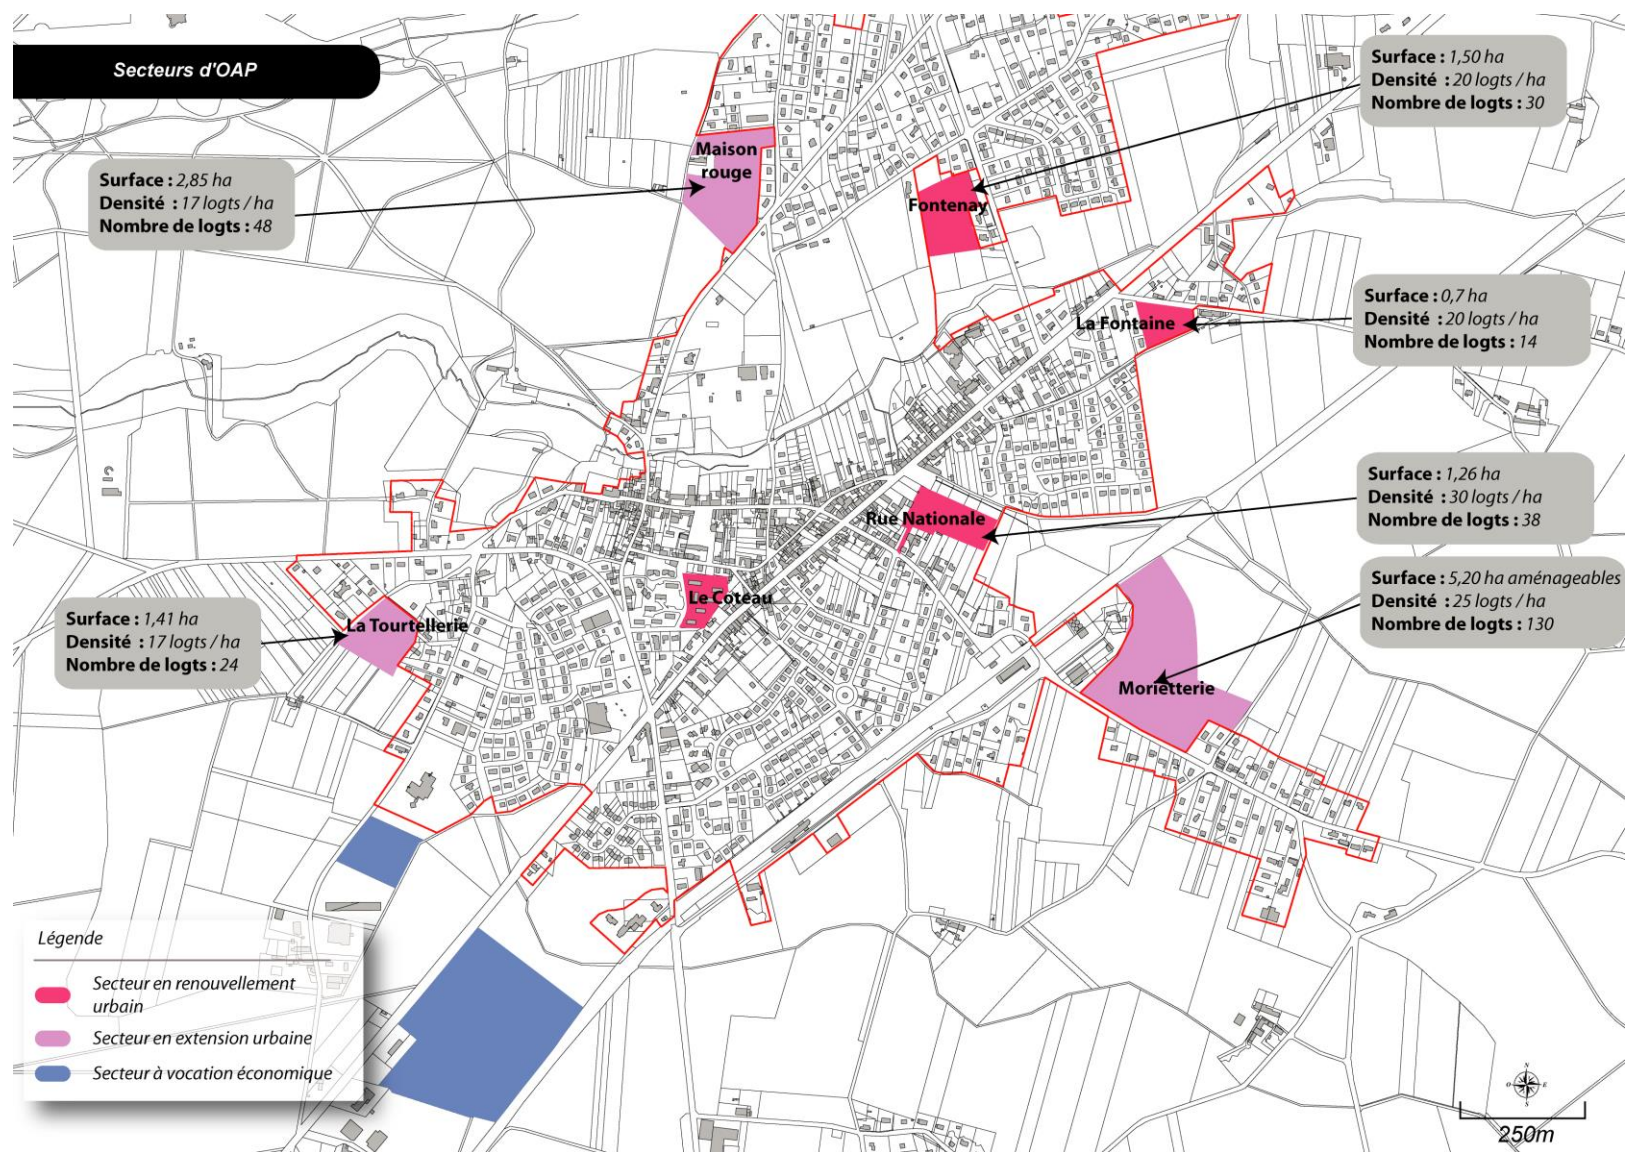 Secteurs d'OAP
Surface : 1,50 ha
Densité : 20 logts / ha
Nombre de logts : 30
Maison
rouge
Surface : 2,85 ha
Densité : 17 logts / ha
Nombre de logts : 48
Fontenay
Surface : 0,7 ha
Densité : 20 logts / ha
Nombre de logts : 14
La Fontaine
Surface : 1,26 ha
Densité : 30 logts / ha
Nombre de logts : 38
Rue Nationale
Surface : 5,20 ha aménageables
Densité : 25 logts / ha
Nombre de logts : 130
Le Coteau
Surface : 1,41 ha
Densité : 17 logts / ha
Nombre de logts : 24
La Tourtellerie
Morietterie
Légende
Secteur en renouvellement
urbain
Secteur en extension urbaine
Secteur à vocation économique
250m